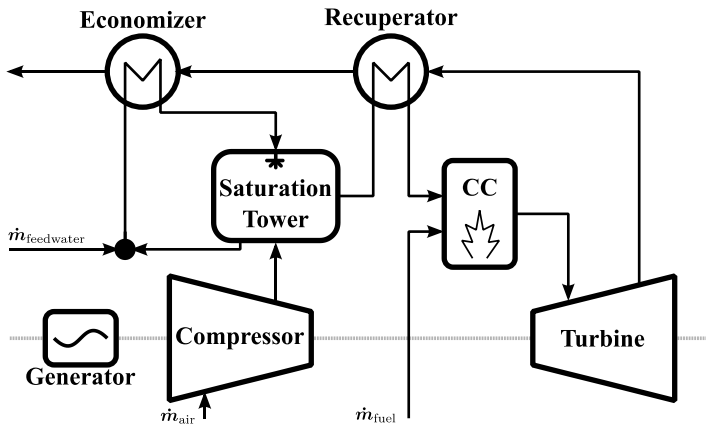 Economizer
Recuperator
Saturation
Tower
CC
ṁfeedwater
Compressor
Turbine
Generator
ṁair
ṁfuel